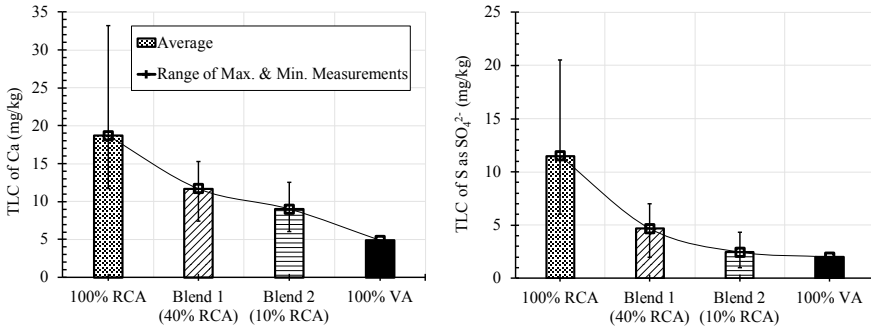 35
30
25
20
15
10
5
0
TLC of Ca (mg/kg)
Average
Range of Max. & Min. Measurements
100% RCA
Blend 1
(40% RCA)
Blend 2
(10% RCA)
100% VA
25
20
15
10
5
0
TLC of S as SO₄²⁻ (mg/kg)
100% RCA
Blend 1
(40% RCA)
Blend 2
(10% RCA)
100% VA